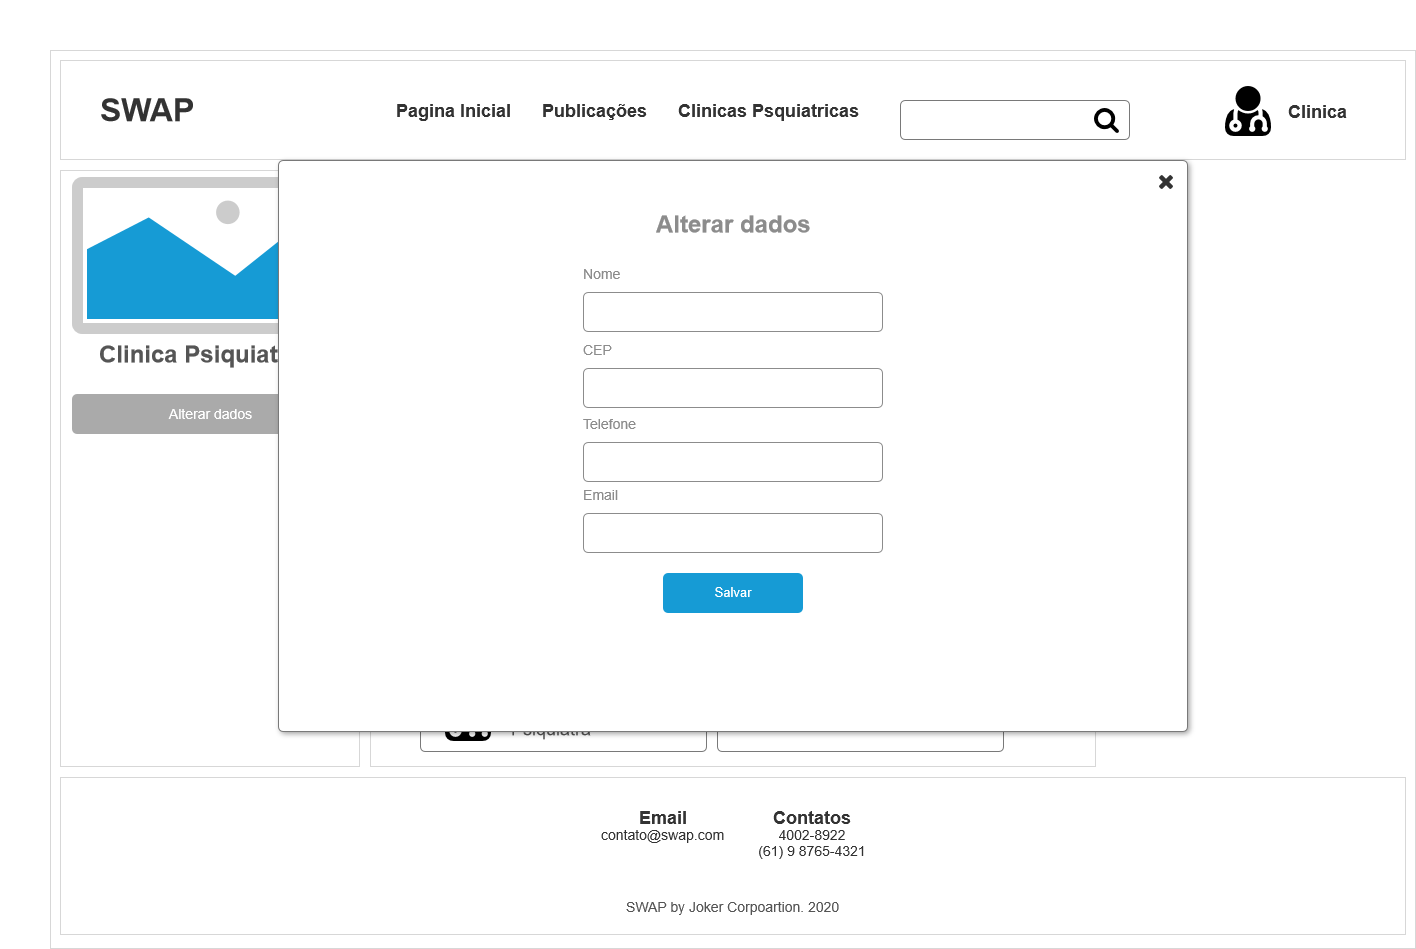 SWAP
Pagina Inicial
Publicações
Clinicas Psquiatricas
Clinica
Clinica Psiquiat
Alterar dados
Alterar dados
Nome
CEP
Telefone
Email
Salvar
Psiquiatra
Email
contato@swap.com
Contatos
4002-8922
(61) 9 8765-4321
SWAP by Joker Corpoartion. 2020